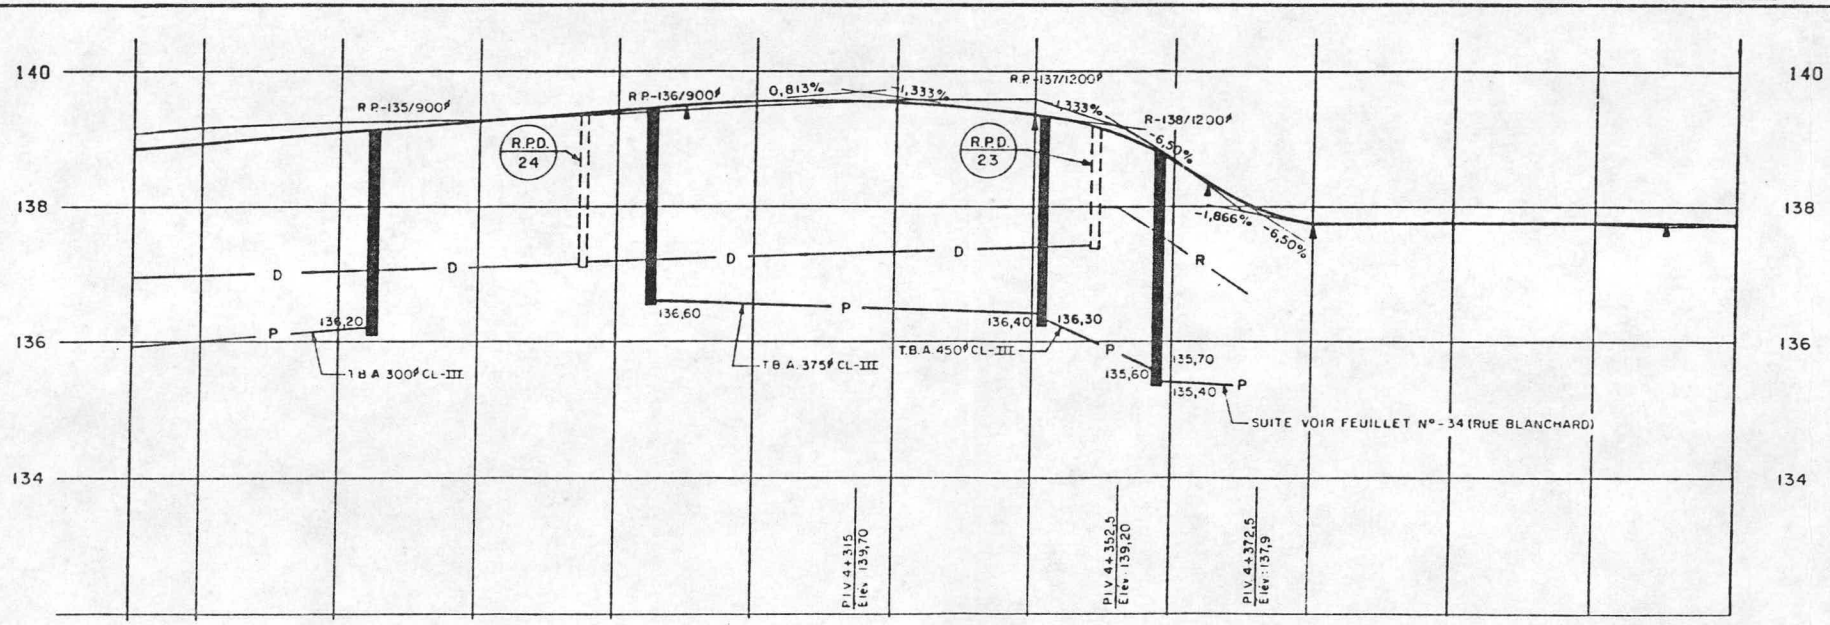 140
140
R.P.-135/900ø
R.P.-136/900ø
0,813%
-1,333%
R.P.-137/1200ø
-1,333%
R-138/1200ø
-6,50%
R.P.D.
24
R.P.D.
23
138
138
-1,866%
-6,50%
D
D
D
D
R
136,20
P
136,60
P
136,40
136,30
136
136
T.B.A. 300ø CL-III
T.B.A. 375ø CL-III
T.B.A. 450ø CL-III
P
135,70
135,60
135,40
P
SUITE VOIR FEUILLET Nº-34 (RUE BLANCHARD)
134
134
PIV 4+315
Elev. 139,70
PIV 4+352,5
Elev.:139,20
PIV 4+372,5
Elev.:137,9